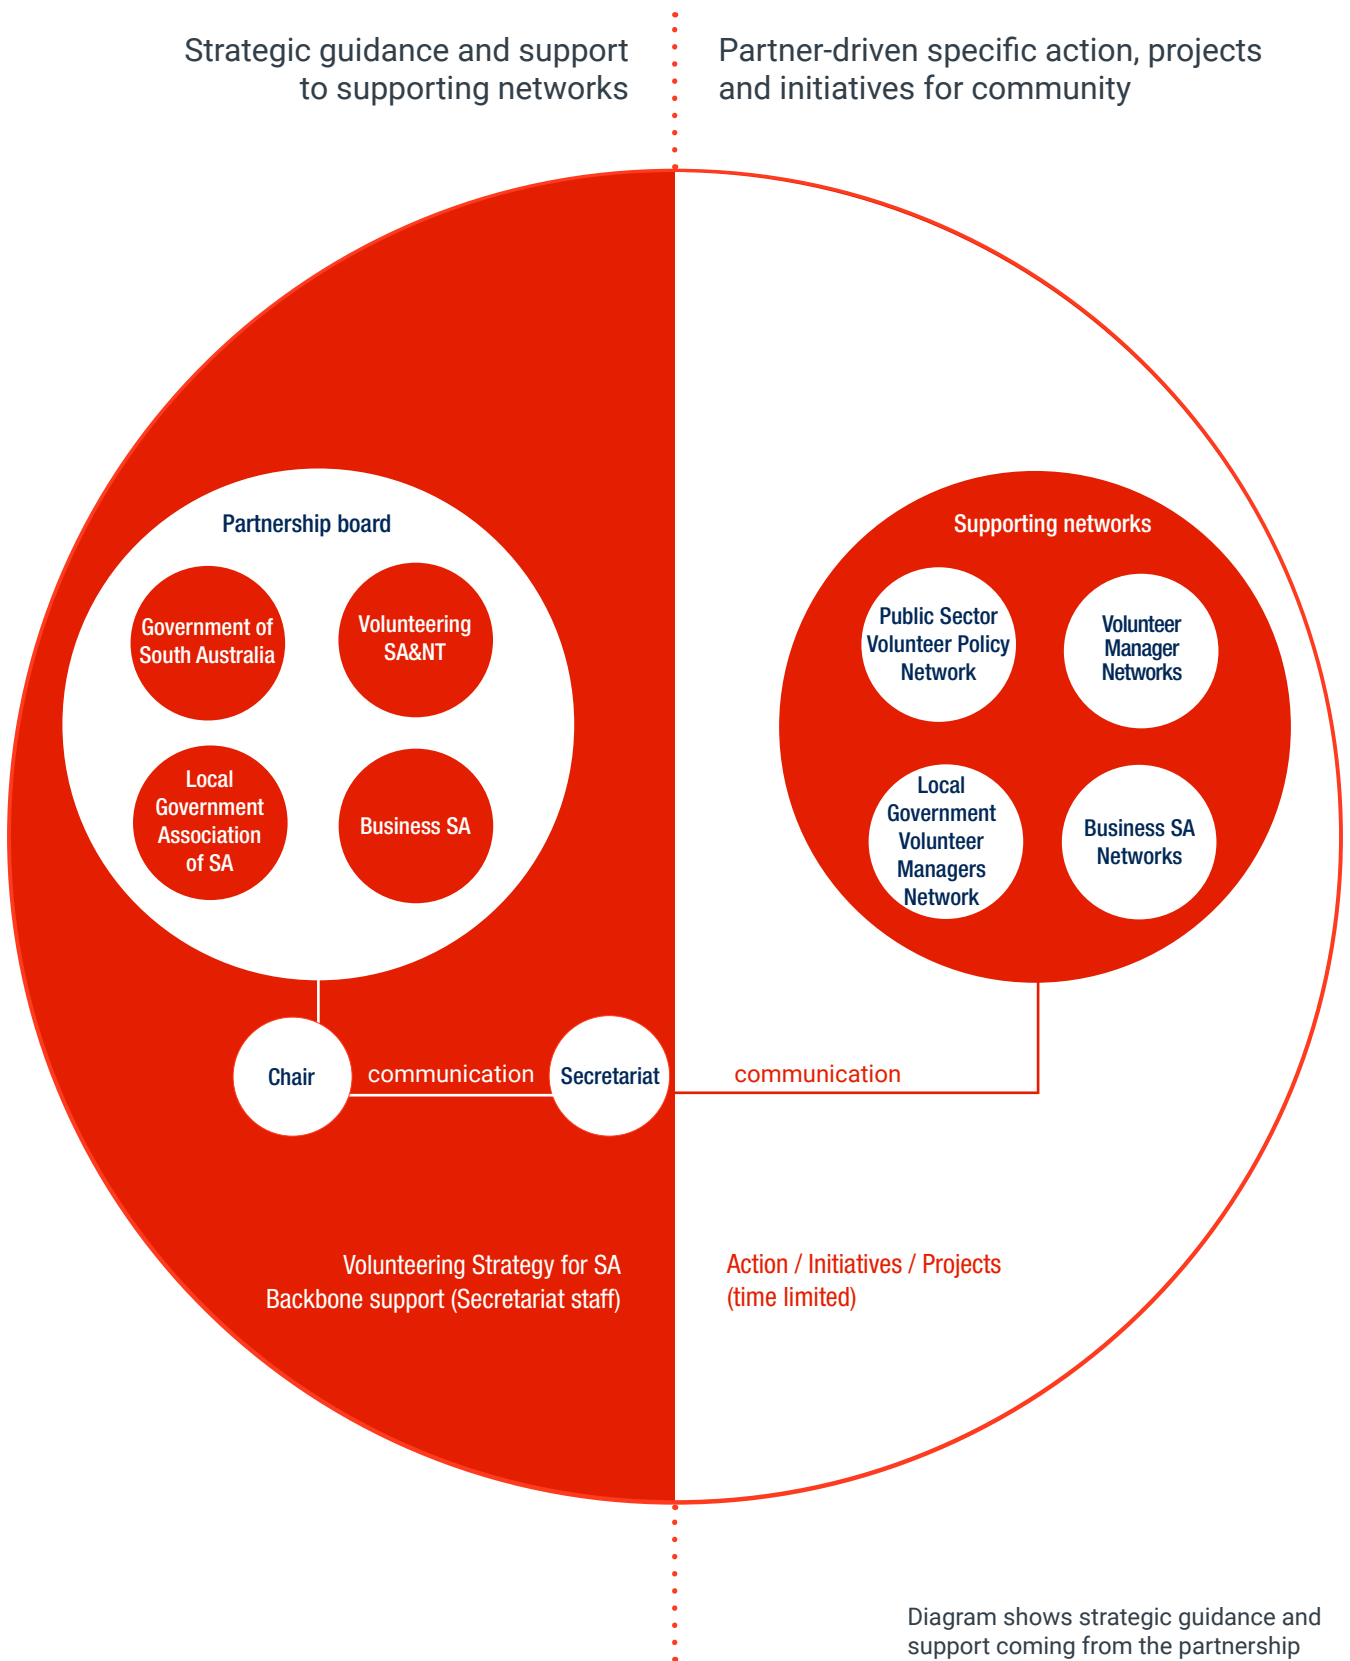 Strategic guidance and support
to supporting networks
Partner-driven specific action, projects
and initiatives for community
Partnership board
Government of
South Australia
Volunteering
SA&NT
Local
Government
Association
of SA
Business SA
Chair
communication
Secretariat
Volunteering Strategy for SA
Backbone support (Secretariat staff)
Supporting networks
Public Sector
Volunteer Policy
Network
Volunteer
Manager
Networks
Local
Government
Volunteer
Managers
Network
Business SA
Networks
communication
Action / Initiatives / Projects
(time limited)
Diagram shows strategic guidance and
support coming from the partnership